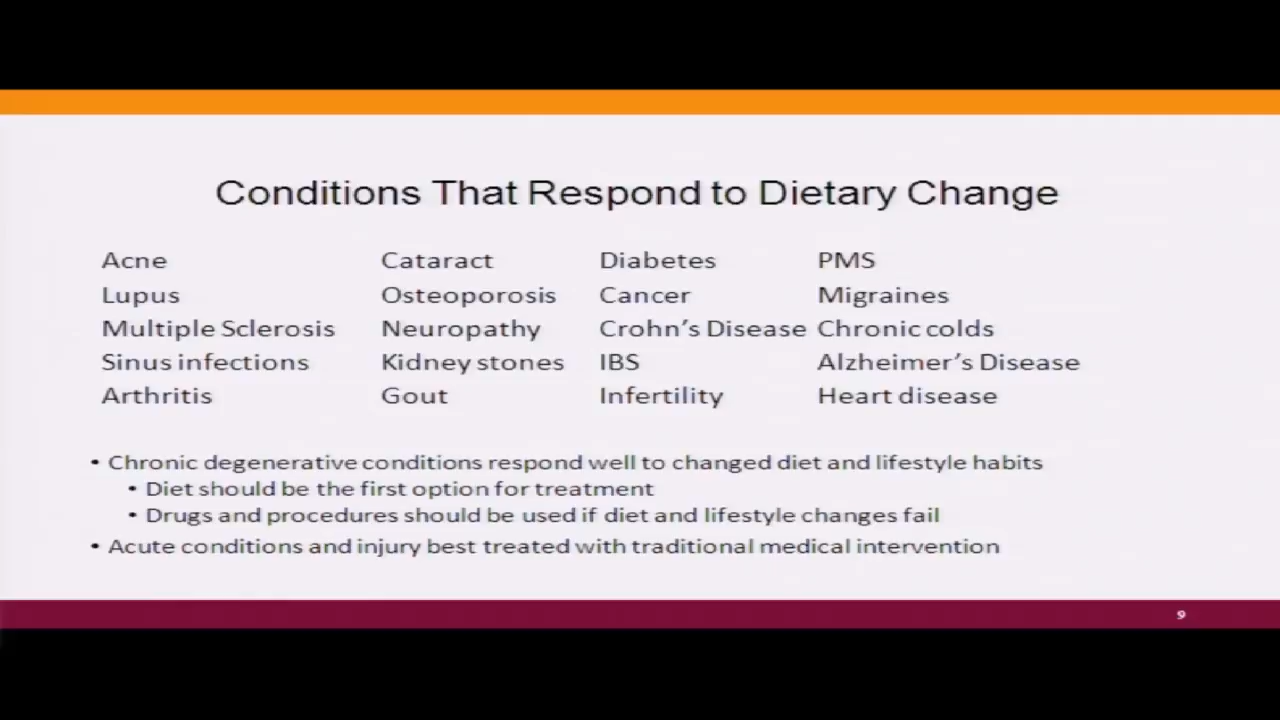 Conditions That Respond to Dietary Change
Acne Cataract Diabetes PMS
Lupus Osteoporosis Cancer Migraines
Multiple Sclerosis Neuropathy Crohn's Disease Chronic colds
Sinus infections Kidney stones IBS Alzheimer's Disease
Arthritis Gout Infertility Heart disease
• Chronic degenerative conditions respond well to changed diet and lifestyle habits
• Diet should be the first option for treatment
• Drugs and procedures should be used if diet and lifestyle changes fail
• Acute conditions and injury best treated with traditional medical intervention
9